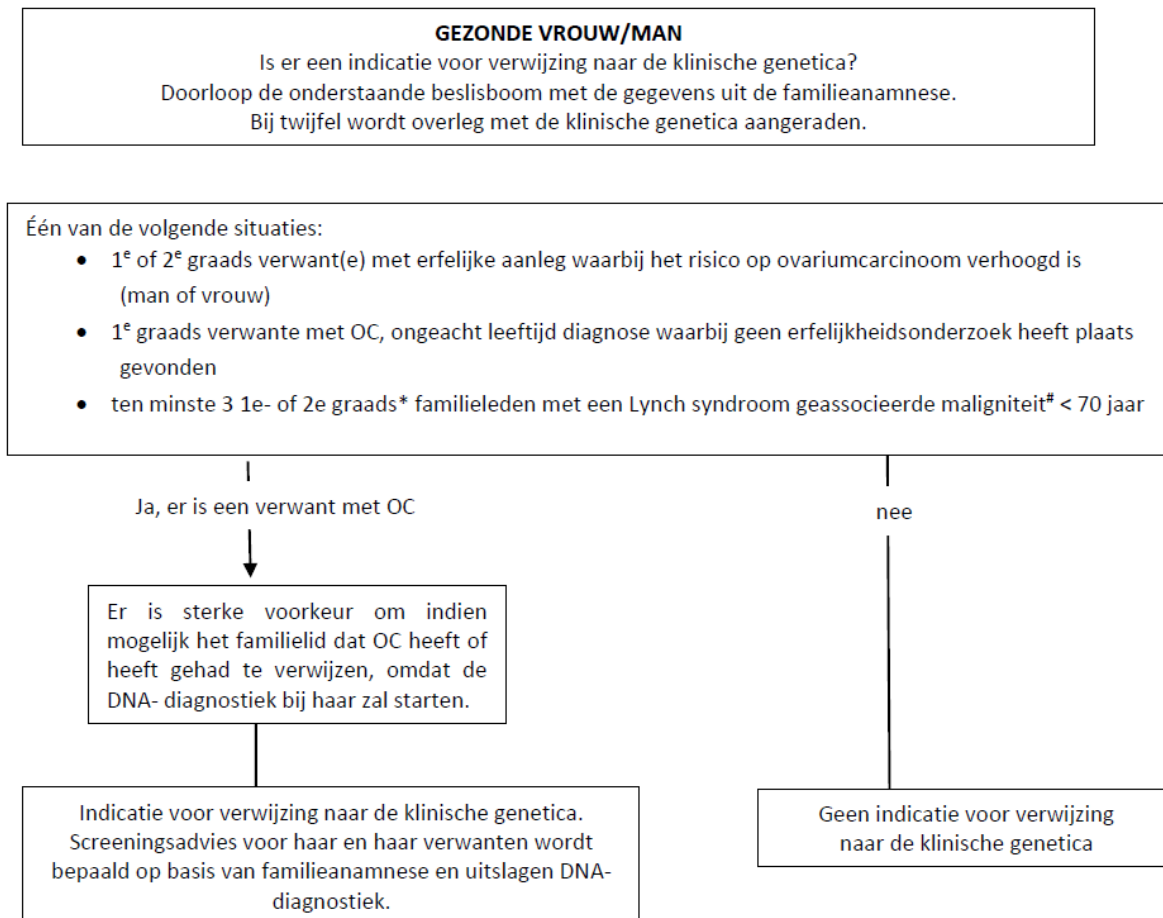 GEZONDE VROUW/MAN
Is er een indicatie voor verwijzing naar de klinische genetica?
Doorloop de onderstaande beslisboom met de gegevens uit de familieanamnese.
Bij twijfel wordt overleg met de klinische genetica aangeraden.
Één van de volgende situaties:
• 1e of 2e graads verwant(e) met erfelijke aanleg waarbij het risico op ovariumcarcinoom verhoogd is
(man of vrouw)
• 1e graads verwante met OC, ongeacht leeftijd diagnose waarbij geen erfelijkheidsonderzoek heeft plaats
gevonden
• ten minste 3 1e- of 2e graads* familieleden met een Lynch syndroom geassocieerde maligniteit# < 70 jaar
Ja, er is een verwant met OC
nee
Er is sterke voorkeur om indien
mogelijk het familielid dat OC heeft of
heeft gehad te verwijzen, omdat de
DNA- diagnostiek bij haar zal starten.
Indicatie voor verwijzing naar de klinische genetica.
Screeningsadvies voor haar en haar verwanten wordt
bepaald op basis van familieanamnese en uitslagen DNA-
diagnostiek.
Geen indicatie voor verwijzing
naar de klinische genetica